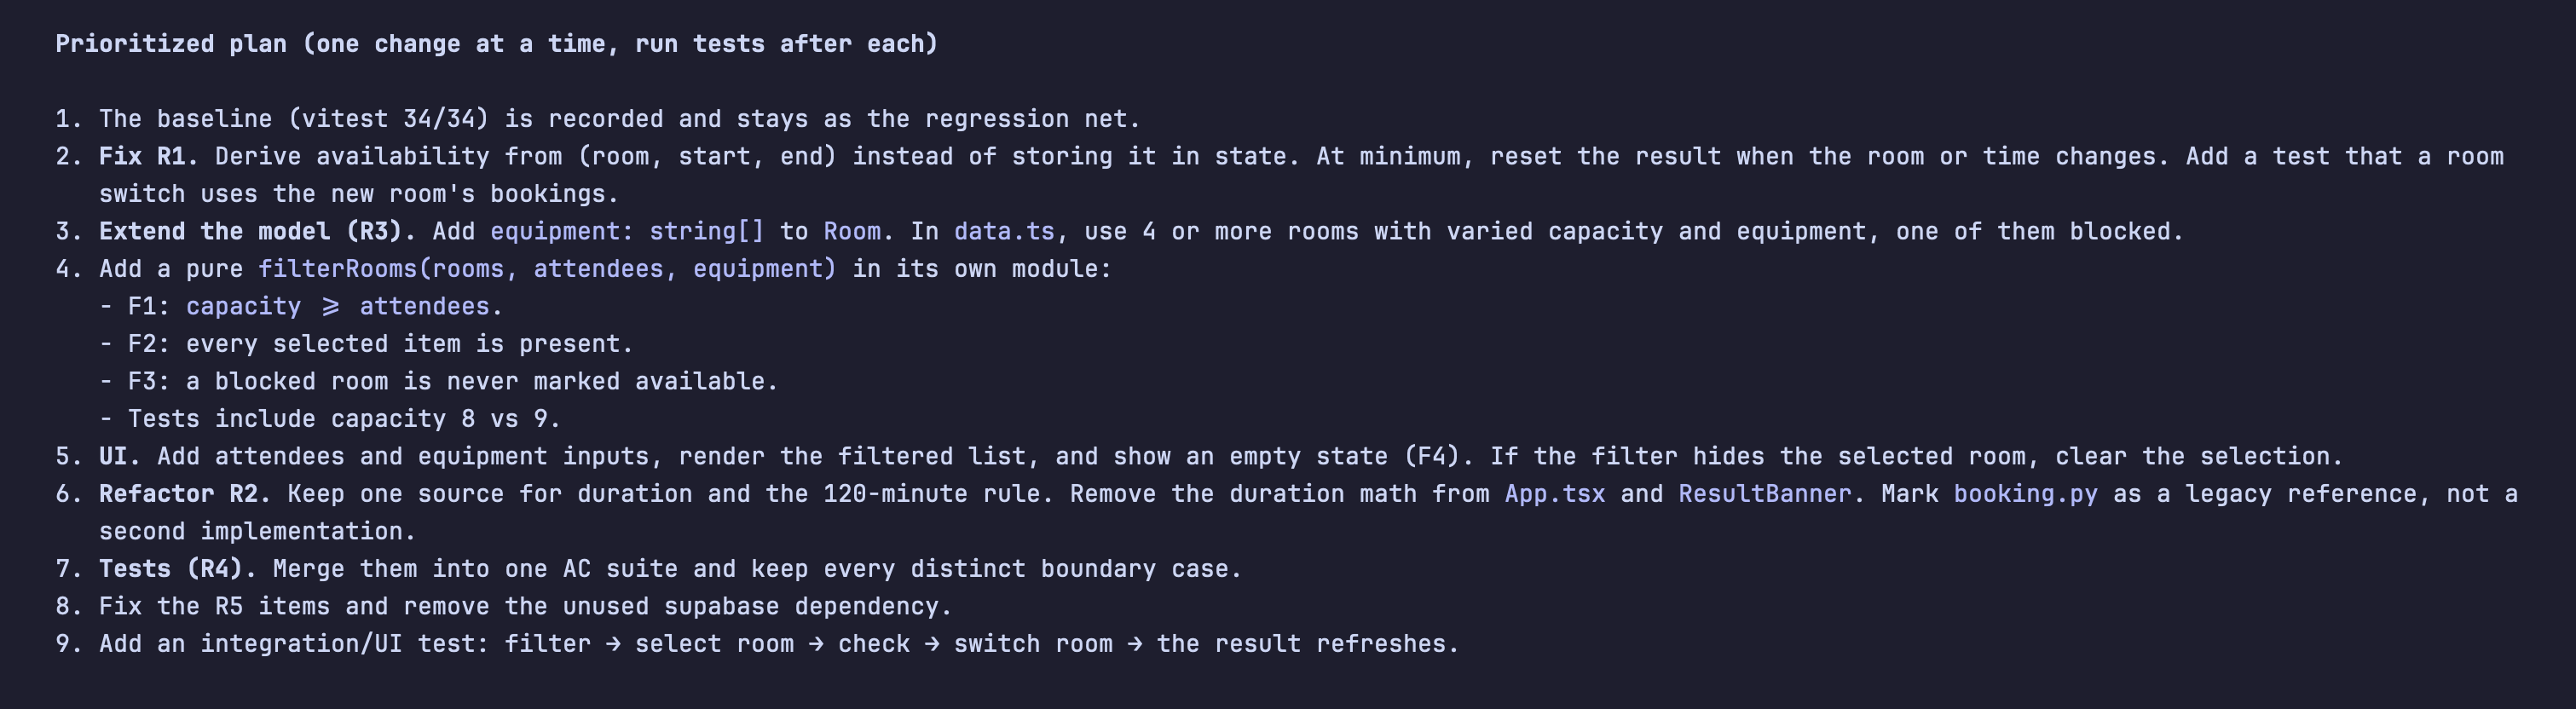 Prioritized plan (one change at a time, run tests after each)
1. The baseline (vitest 34/34) is recorded and stays as the regression net.
2. Fix R1. Derive availability from (room, start, end) instead of storing it in state. At minimum, reset the result when the room or time changes. Add a test that a room
switch uses the new room's bookings.
3. Extend the model (R3). Add equipment: string[] to Room. In data.ts, use 4 or more rooms with varied capacity and equipment, one of them blocked.
4. Add a pure filterRooms(rooms, attendees, equipment) in its own module:
- F1: capacity ⩾ attendees.
- F2: every selected item is present.
- F3: a blocked room is never marked available.
- Tests include capacity 8 vs 9.
5. UI. Add attendees and equipment inputs, render the filtered list, and show an empty state (F4). If the filter hides the selected room, clear the selection.
6. Refactor R2. Keep one source for duration and the 120-minute rule. Remove the duration math from App.tsx and ResultBanner. Mark booking.py as a legacy reference, not a
second implementation.
7. Tests (R4). Merge them into one AC suite and keep every distinct boundary case.
8. Fix the R5 items and remove the unused supabase dependency.
9. Add an integration/UI test: filter → select room → check → switch room → the result refreshes.